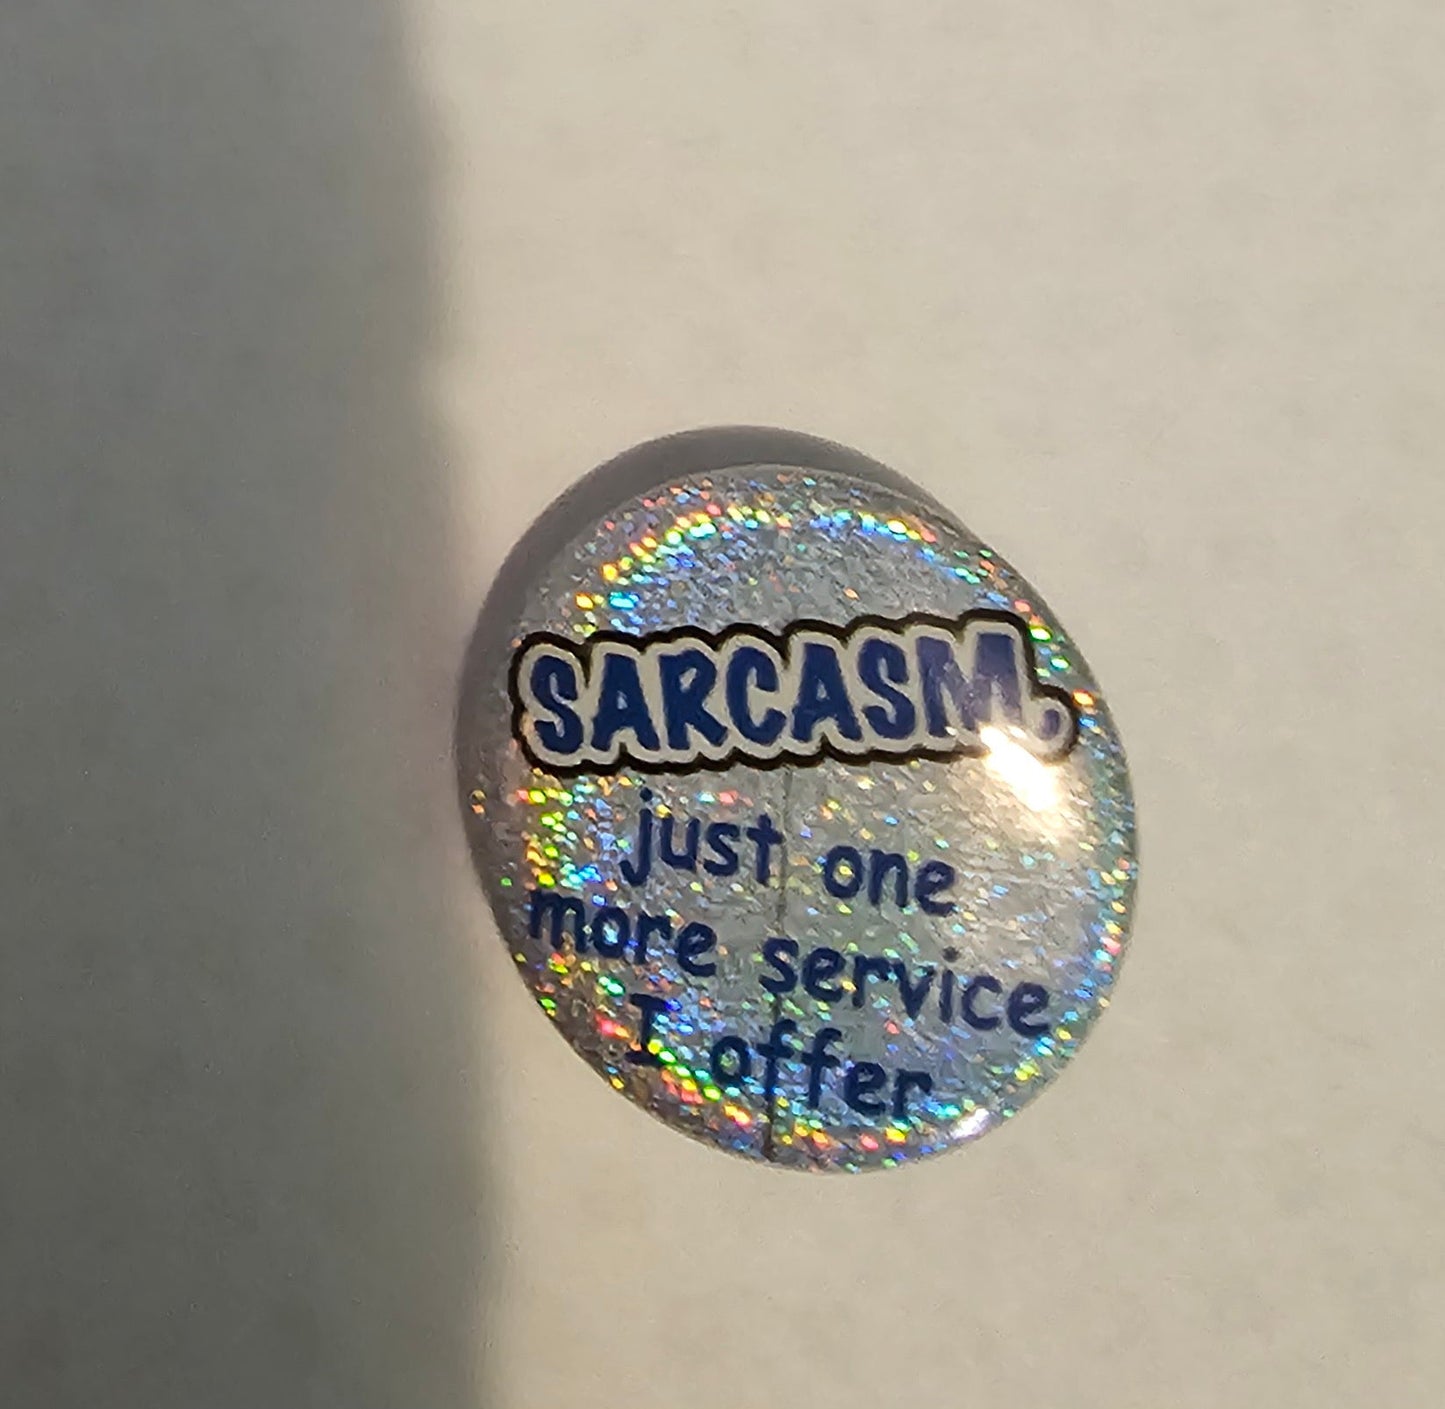 SARCASM.
just one
more service
I offer